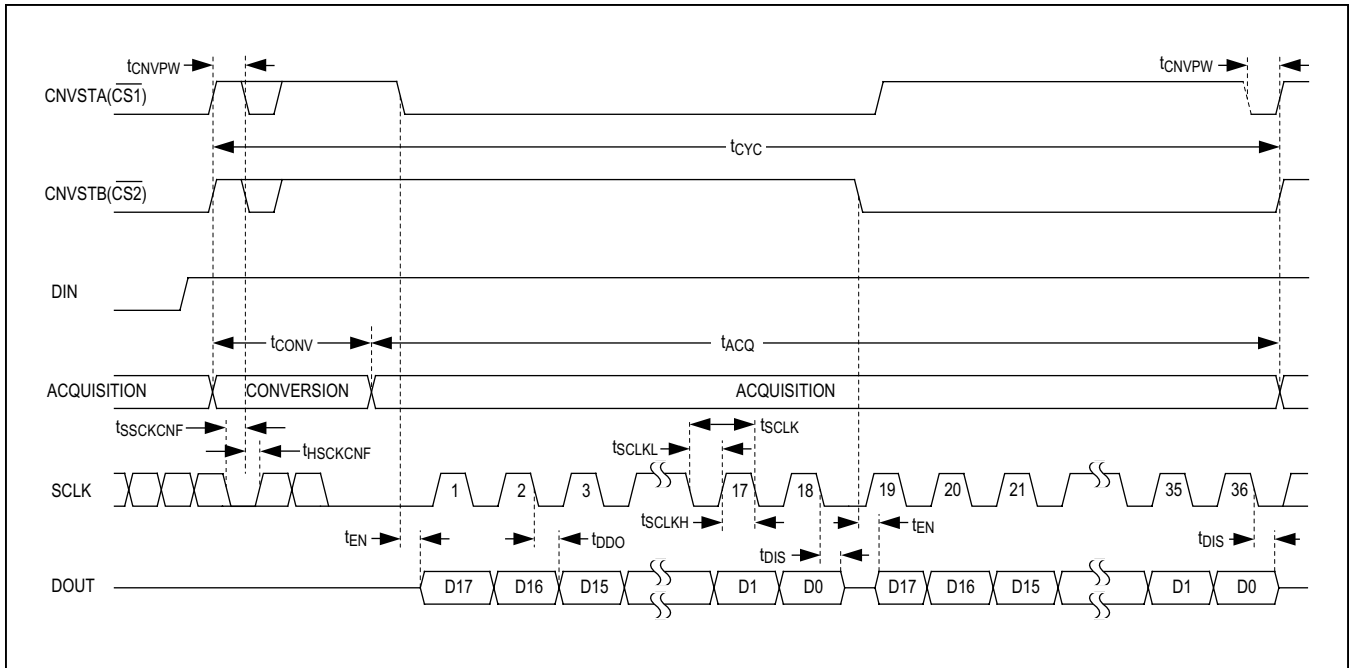 tCNVPW
tCNVPW
CNVSTA(CS1)
tCYC
CNVSTB(CS2)
DIN
tCONV
tACQ
ACQUISITION
CONVERSION
ACQUISITION
tSSCKCNF
tHSCKCNF
tSCLK
tSCLKL
SCLK
1 2 3 17 18 19 20 21 35 36
tSCLKH
tEN
tDDO
tDIS
tEN
tDIS
DOUT
D17 D16 D15 D1 D0 D17 D16 D15 D1 D0